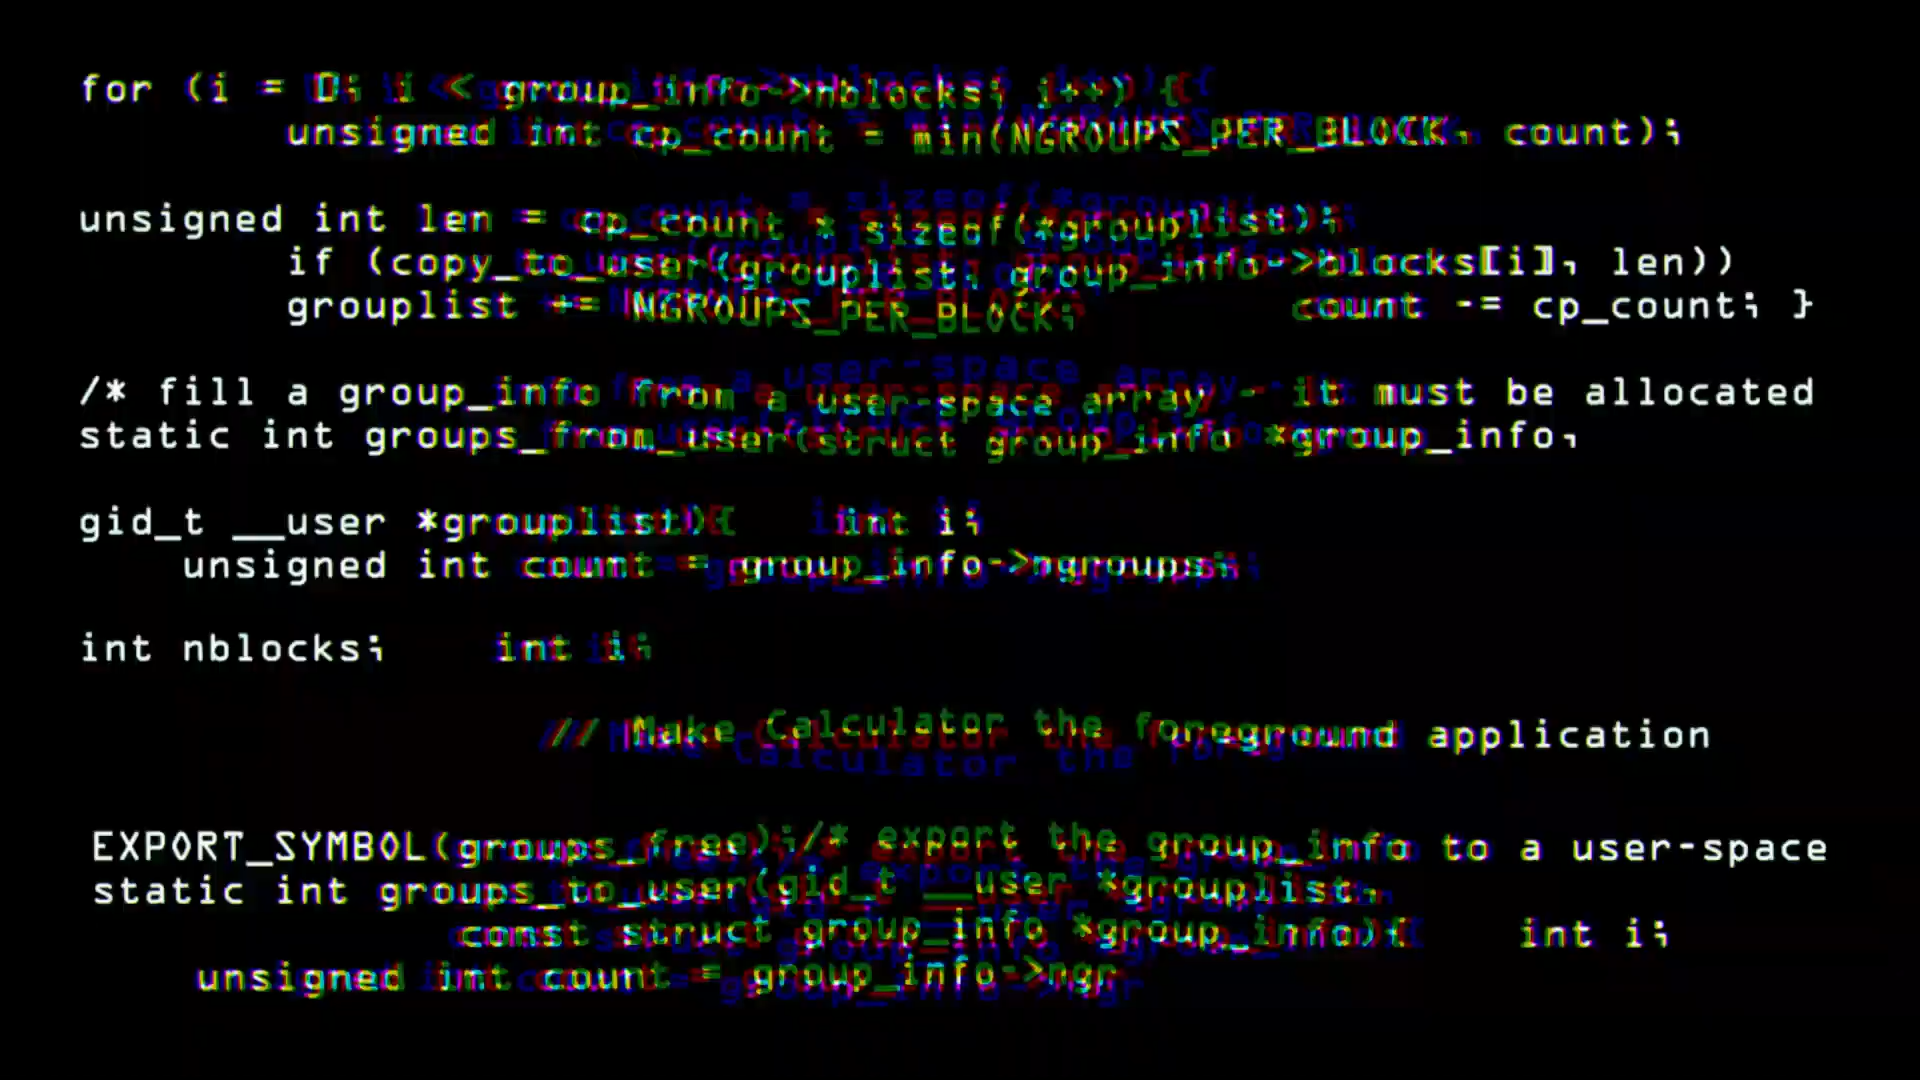 for (i = 0; i < group_info->nblocks; i++) {
unsigned int cp_count = min(NGROUPS_PER_BLOCK, count);
unsigned int len = cp_count * sizeof(*grouplist);
if (copy_to_user(grouplist, group_info->blocks[i], len))
grouplist += NGROUPS_PER_BLOCK; count -= cp_count; }
/* fill a group_info from a user-space array - it must be allocated
static int groups_from_user(struct group_info *group_info,
gid_t __user *grouplist){ int i;
unsigned int count = group_info->ngroups;
int nblocks; int i;
// Make Calculator the foreground application
EXPORT_SYMBOL(groups_free);/* export the group_info to a user-space
static int groups_to_user(gid_t __user *grouplist,
const struct group_info *group_info){ int i;
unsigned int count = group_info->ngr